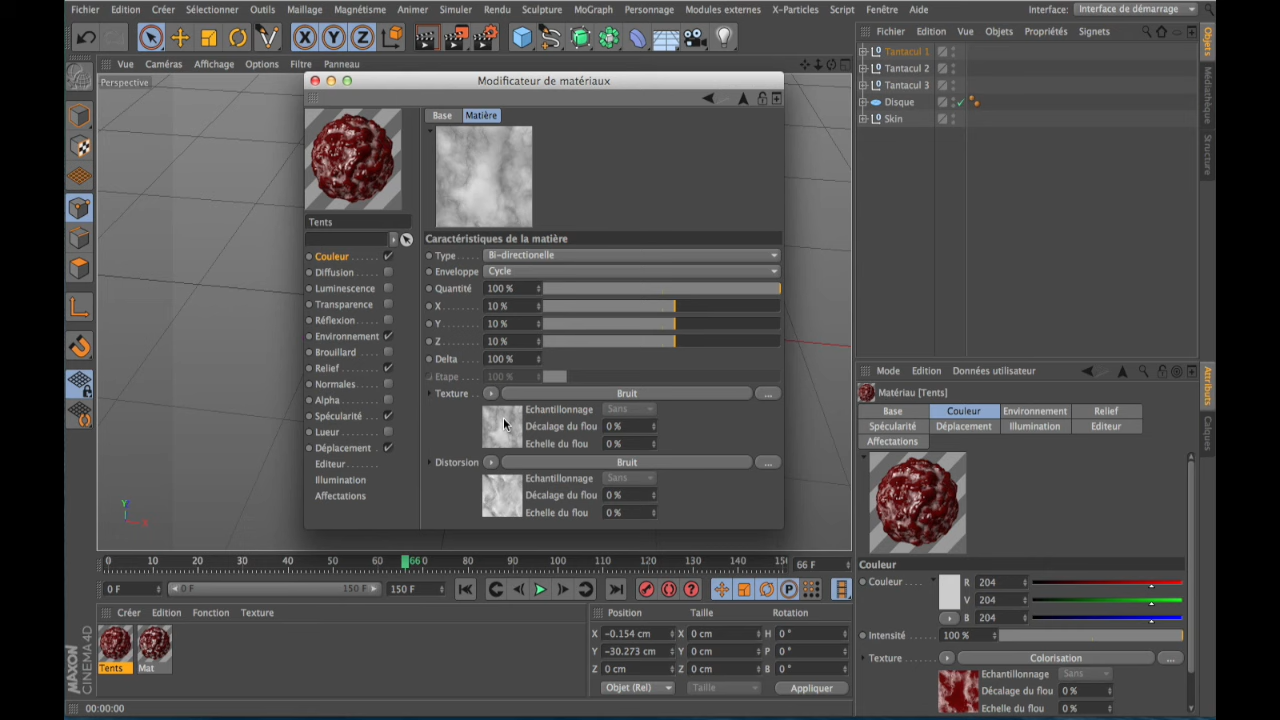 Fichier Edition Créer Sélectionner Outils Maillage Magnétisme Animer Simuler Rendu Sculpture MoGraph Personnage Modules externes X-Particles Script Fenêtre Aide Interface: Interface de démarrage
X Y Z
Fichier Edition Vue Objets Propriétés Signets
Vue Caméras Affichage Options Filtre Panneau
Perspective
Modificateur de matériaux
Tantacul 1
Tantacul 2
Tantacul 3
Disque
Skin
Objets
Médiathèque
Structure
Base Matière
Tents
Couleur
Diffusion
Luminescence
Transparence
Réflexion
Environnement
Brouillard
Relief
Normales
Alpha
Spécularité
Lueur
Déplacement
Editeur
Illumination
Affectations
Caractéristiques de la matière
Type Bi-directionelle
Enveloppe Cycle
Quantité 100 %
X 10 %
Y 10 %
Z 10 %
Delta 100 %
Etape 100 %
Texture Bruit ...
Echantillonnage Sans
Décalage du flou 0 %
Echelle du flou 0 %
Distorsion Bruit ...
Echantillonnage Sans
Décalage du flou 0 %
Echelle du flou 0 %
Y
X
0 10 20 30 40 50 60 66 0 80 90 100 110 120 130 140 15 66 F
0 F 0 F 150 F 150 F P
Créer Edition Fonction Texture
Tents Mat
MAXON
CINEMA 4D
Position Taille Rotation
X -0.154 cm X 0 cm H 0 °
Y -30.273 cm Y 0 cm P 0 °
Z 0 cm Z 0 cm B 0 °
Objet (Rel) Taille Appliquer
00:00:00
Mode Edition Données utilisateur
Matériau [Tents]
Base Couleur Environnement Relief
Spécularité Déplacement Illumination Editeur
Affectations
Couleur
Couleur R 204
V 204
B 204
Intensité 100 %
Texture Colorisation ...
Echantillonnage Sans
Décalage du flou 0 %
Echelle du flou 0 %
Attributs
Calques